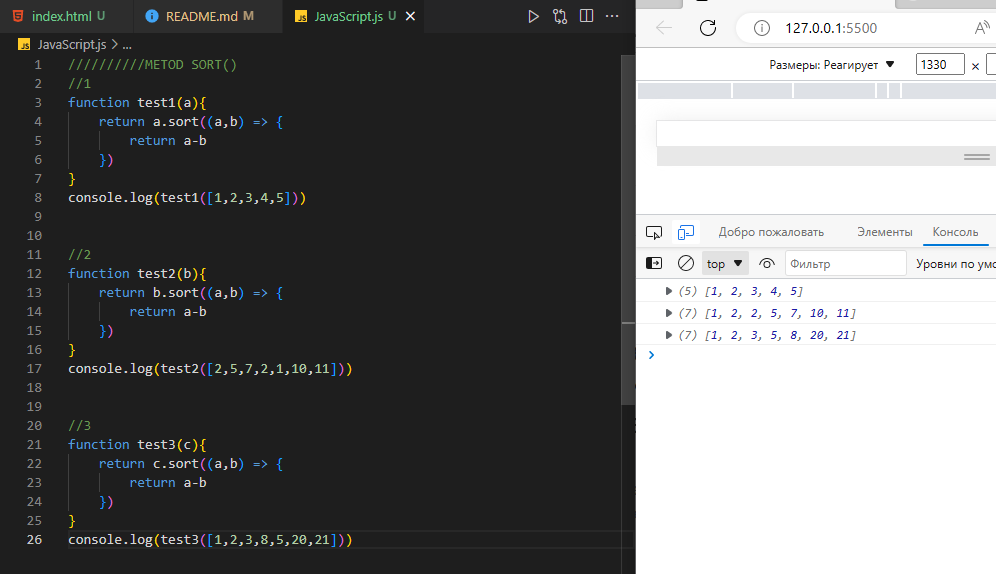 index.html U README.md M JavaScript.js U
JavaScript.js > ...
1 //////////METOD SORT()
2 //1
3 function test1(a){
4 return a.sort((a,b) => {
5 return a-b
6 })
7 }
8 console.log(test1([1,2,3,4,5]))
9
10
11 //2
12 function test2(b){
13 return b.sort((a,b) => {
14 return a-b
15 })
16 }
17 console.log(test2([2,5,7,2,1,10,11]))
18
19
20 //3
21 function test3(c){
22 return c.sort((a,b) => {
23 return a-b
24 })
25 }
26 console.log(test3([1,2,3,8,5,20,21]))
127.0.0.1:5500
Размеры: Реагирует 1330 ×
Добро пожаловать Элементы Консоль
top Фильтр Уровни по умо
(5) [1, 2, 3, 4, 5]
(7) [1, 2, 2, 5, 7, 10, 11]
(7) [1, 2, 3, 5, 8, 20, 21]